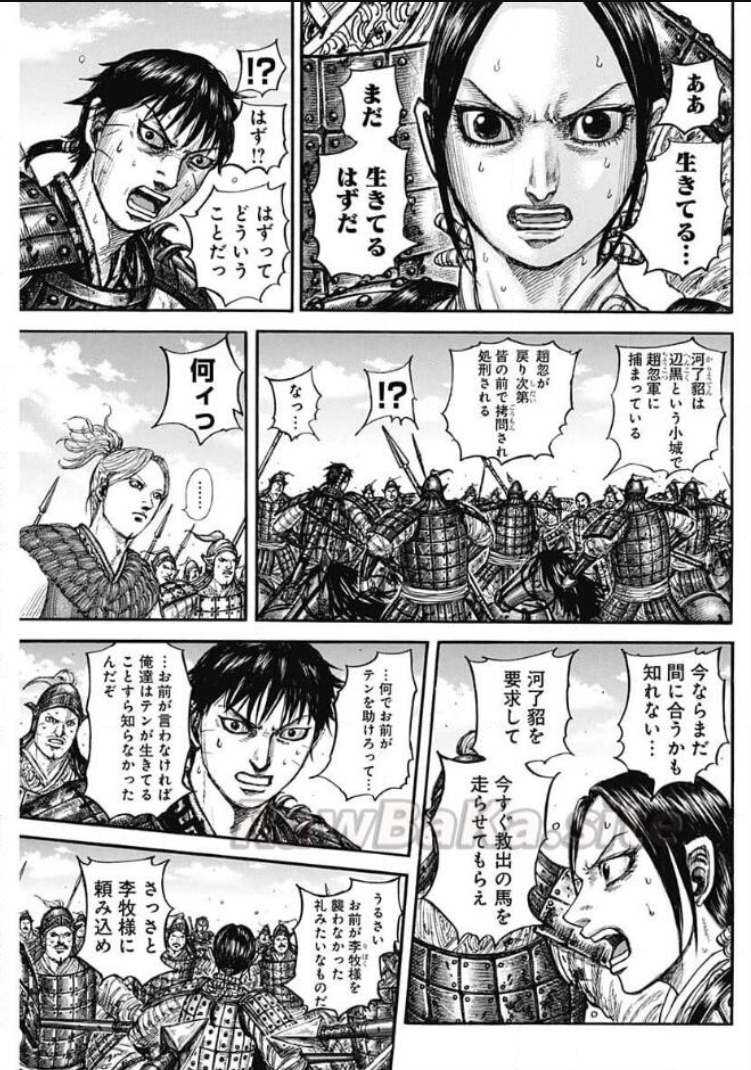 ああ
生きてる…
まだ
生きてる
はずだ
!?
はず!?
はずって
どういう
ことだっ
河了貂は
辺黒という小城で
趙忽軍に
捕まっている
趙忽が
戻り次第
皆の前で拷問され
処刑される
!?
なっ…
何ィっ
……
今ならまだ
間に合うかも
知れない…
河了貂を
要求して
今すぐ救出の馬を
走らせてもらえ
…何でお前が
テンを助けろって…
…お前が言わなければ
俺達はテンが生きてる
ことすら知らなかった
んだぞ
うるさい
お前が李牧様を
襲わなかった
礼みたいなものだ
さっさと
李牧様に
頼み込め
RawBaka.site